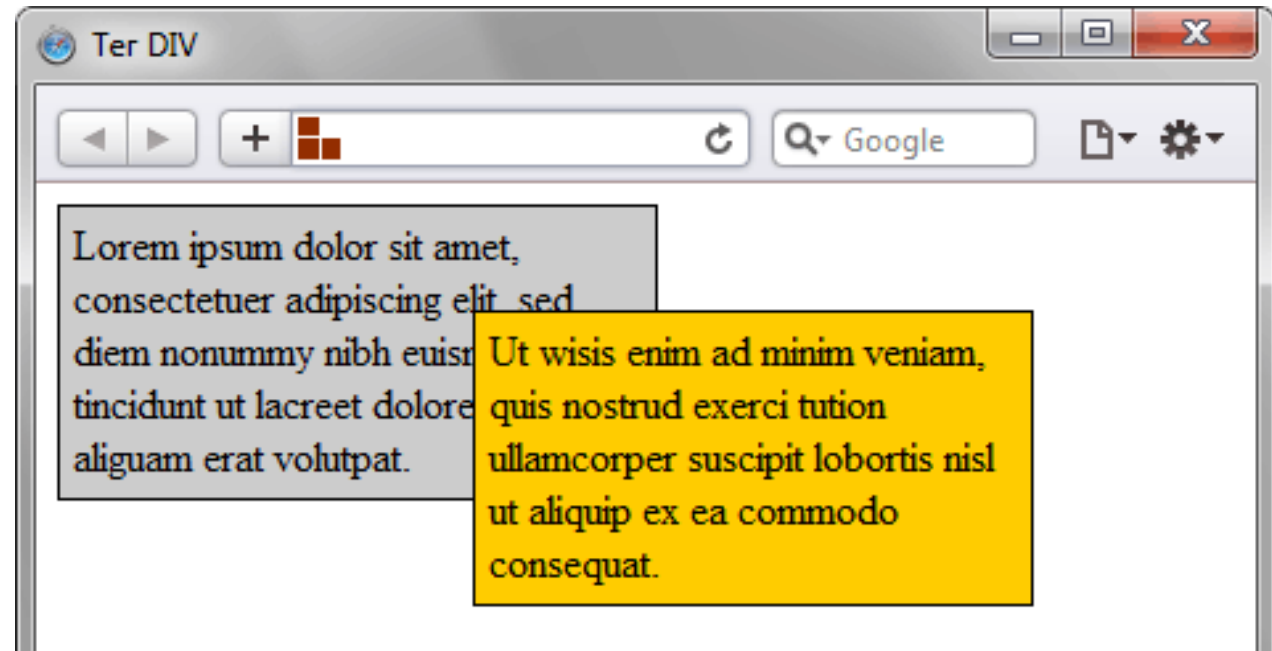 Ter DIV
Google
Lorem ipsum dolor sit amet,
consectetuer adipiscing elit sed
diem nonummy nibh
tincidunt ut lacreet dolore
aliguam erat volutpat.
Ut wisis enim ad minim veniam,
quis nostrud exerci tution
ullamcorper suscipit lobortis nisl
ut aliquip ex ea commodo
consequat.